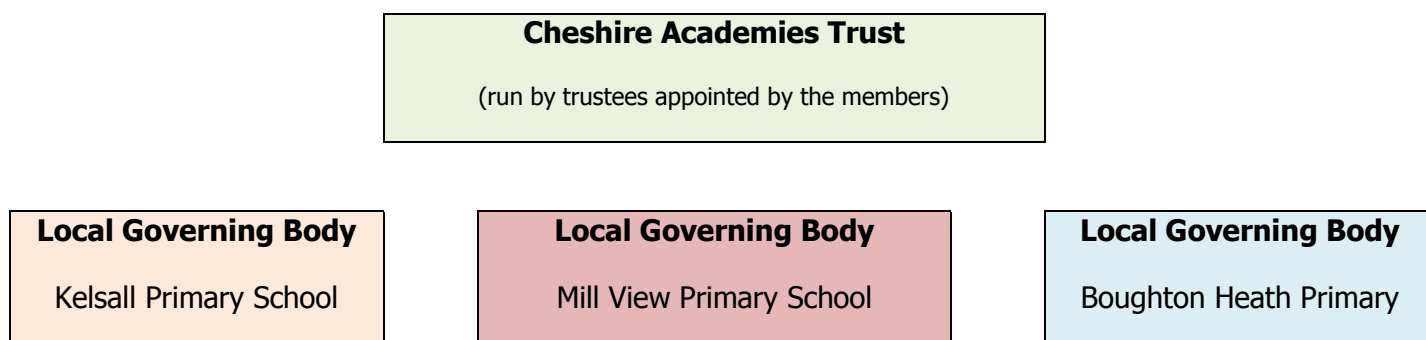 Cheshire Academies Trust
(run by trustees appointed by the members)
Local Governing Body
Kelsall Primary School
Local Governing Body
Mill View Primary School
Local Governing Body
Boughton Heath Primary